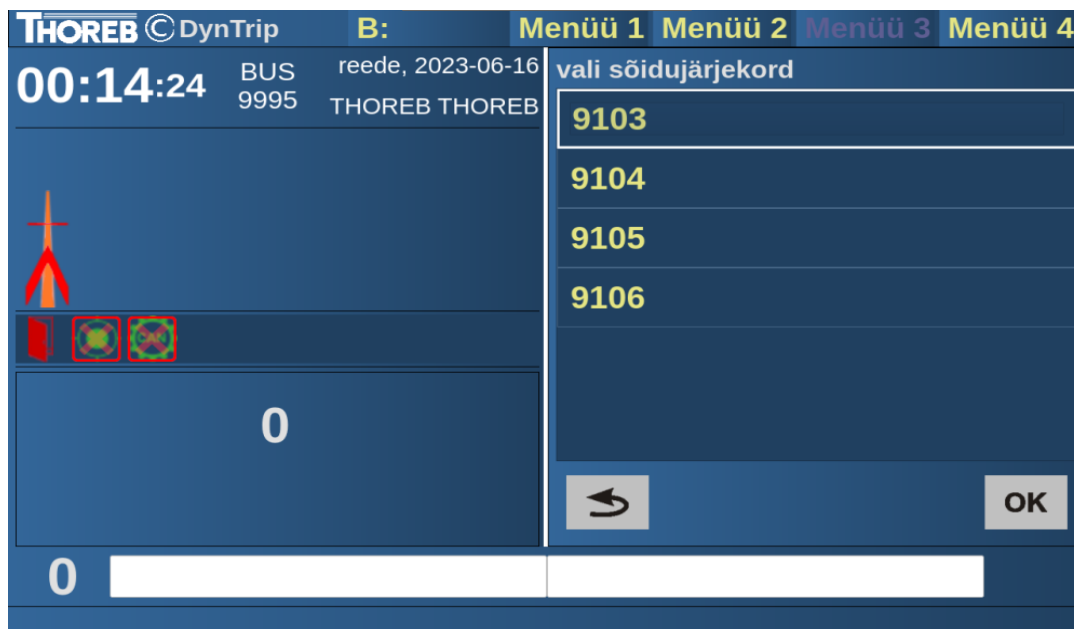 THOREB © DynTrip B: Menüü 1 Menüü 2 Menüü 3 Menüü 4
00:14:24
BUS
9995
reede, 2023-06-16
THOREB THOREB
vali sõidujärjekord
9103
9104
9105
9106
CAN
0
OK
0